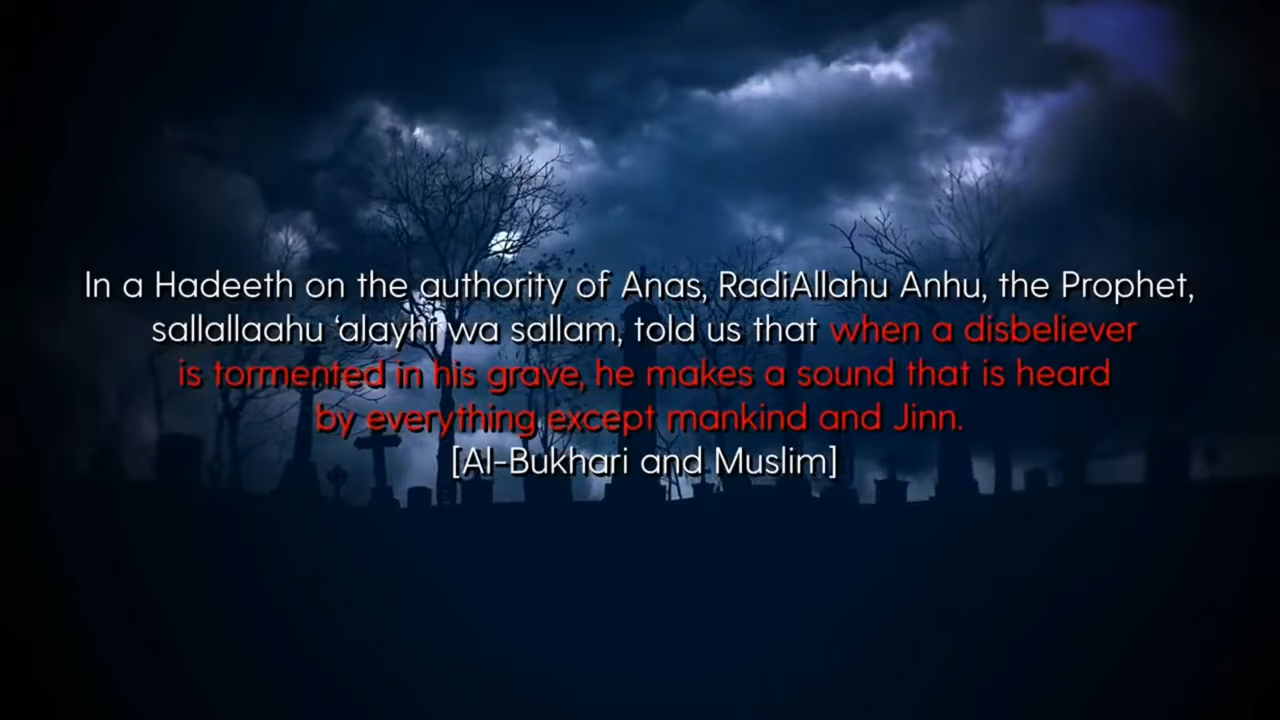 In a Hadeeth on the authority of Anas, RadiAllahu Anhu, the Prophet,
sallallaahu ‘alayhi wa sallam, told us that when a disbeliever
is tormented in his grave, he makes a sound that is heard
by everything except mankind and Jinn.
[Al-Bukhari and Muslim]